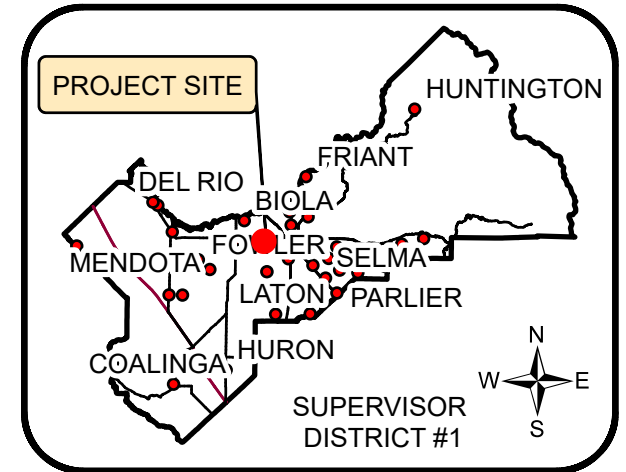 PROJECT SITE
HUNTINGTON
FRIANT
DEL RIO
BIOLA
FOWLER
SELMA
MENDOTA
LATON
PARLIER
HURON
COALINGA
SUPERVISOR
DISTRICT #1
N
W
E
S